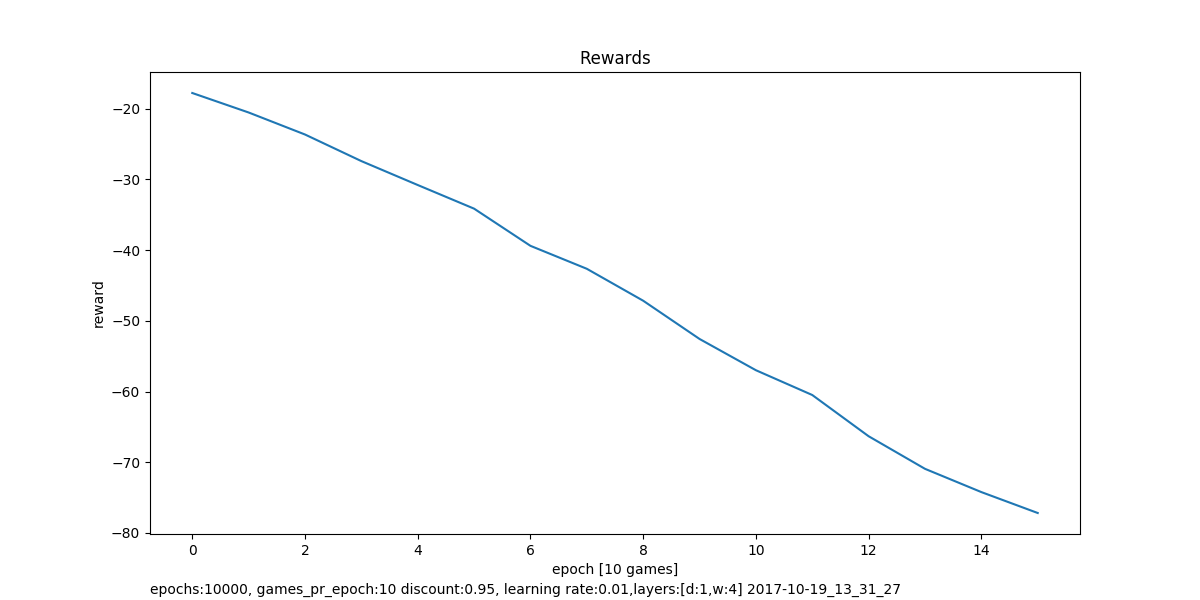 Rewards
reward
−20
−30
−40
−50
−60
−70
−80
0 2 4 6 8 10 12 14
epoch [10 games]
epochs:10000, games_pr_epoch:10 discount:0.95, learning rate:0.01,layers:[d:1,w:4] 2017-10-19_13_31_27